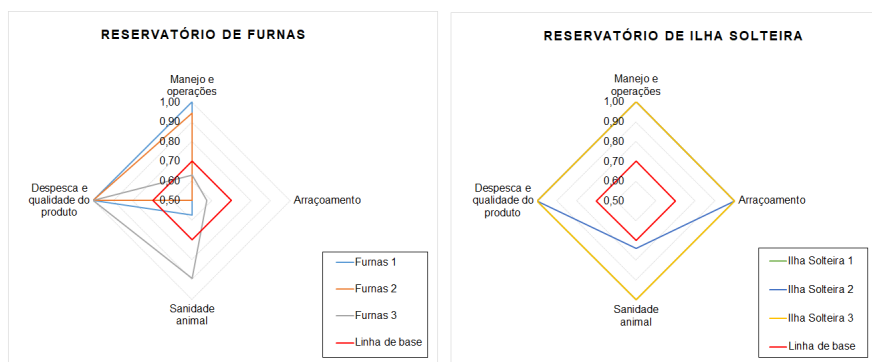 RESERVATÓRIO DE FURNAS
Manejo e
operações
1,00
0,90
0,80
0,70
0,60
0,50
Despesca e
qualidade do
produto
Arraçoamento
Sanidade
animal
Furnas 1
Furnas 2
Furnas 3
Linha de base
RESERVATÓRIO DE ILHA SOLTEIRA
Manejo e
operações
1,00
0,90
0,80
0,70
0,60
0,50
Despesca e
qualidade do
produto
Arraçoamento
Sanidade
animal
Ilha Solteira 1
Ilha Solteira 2
Ilha Solteira 3
Linha de base